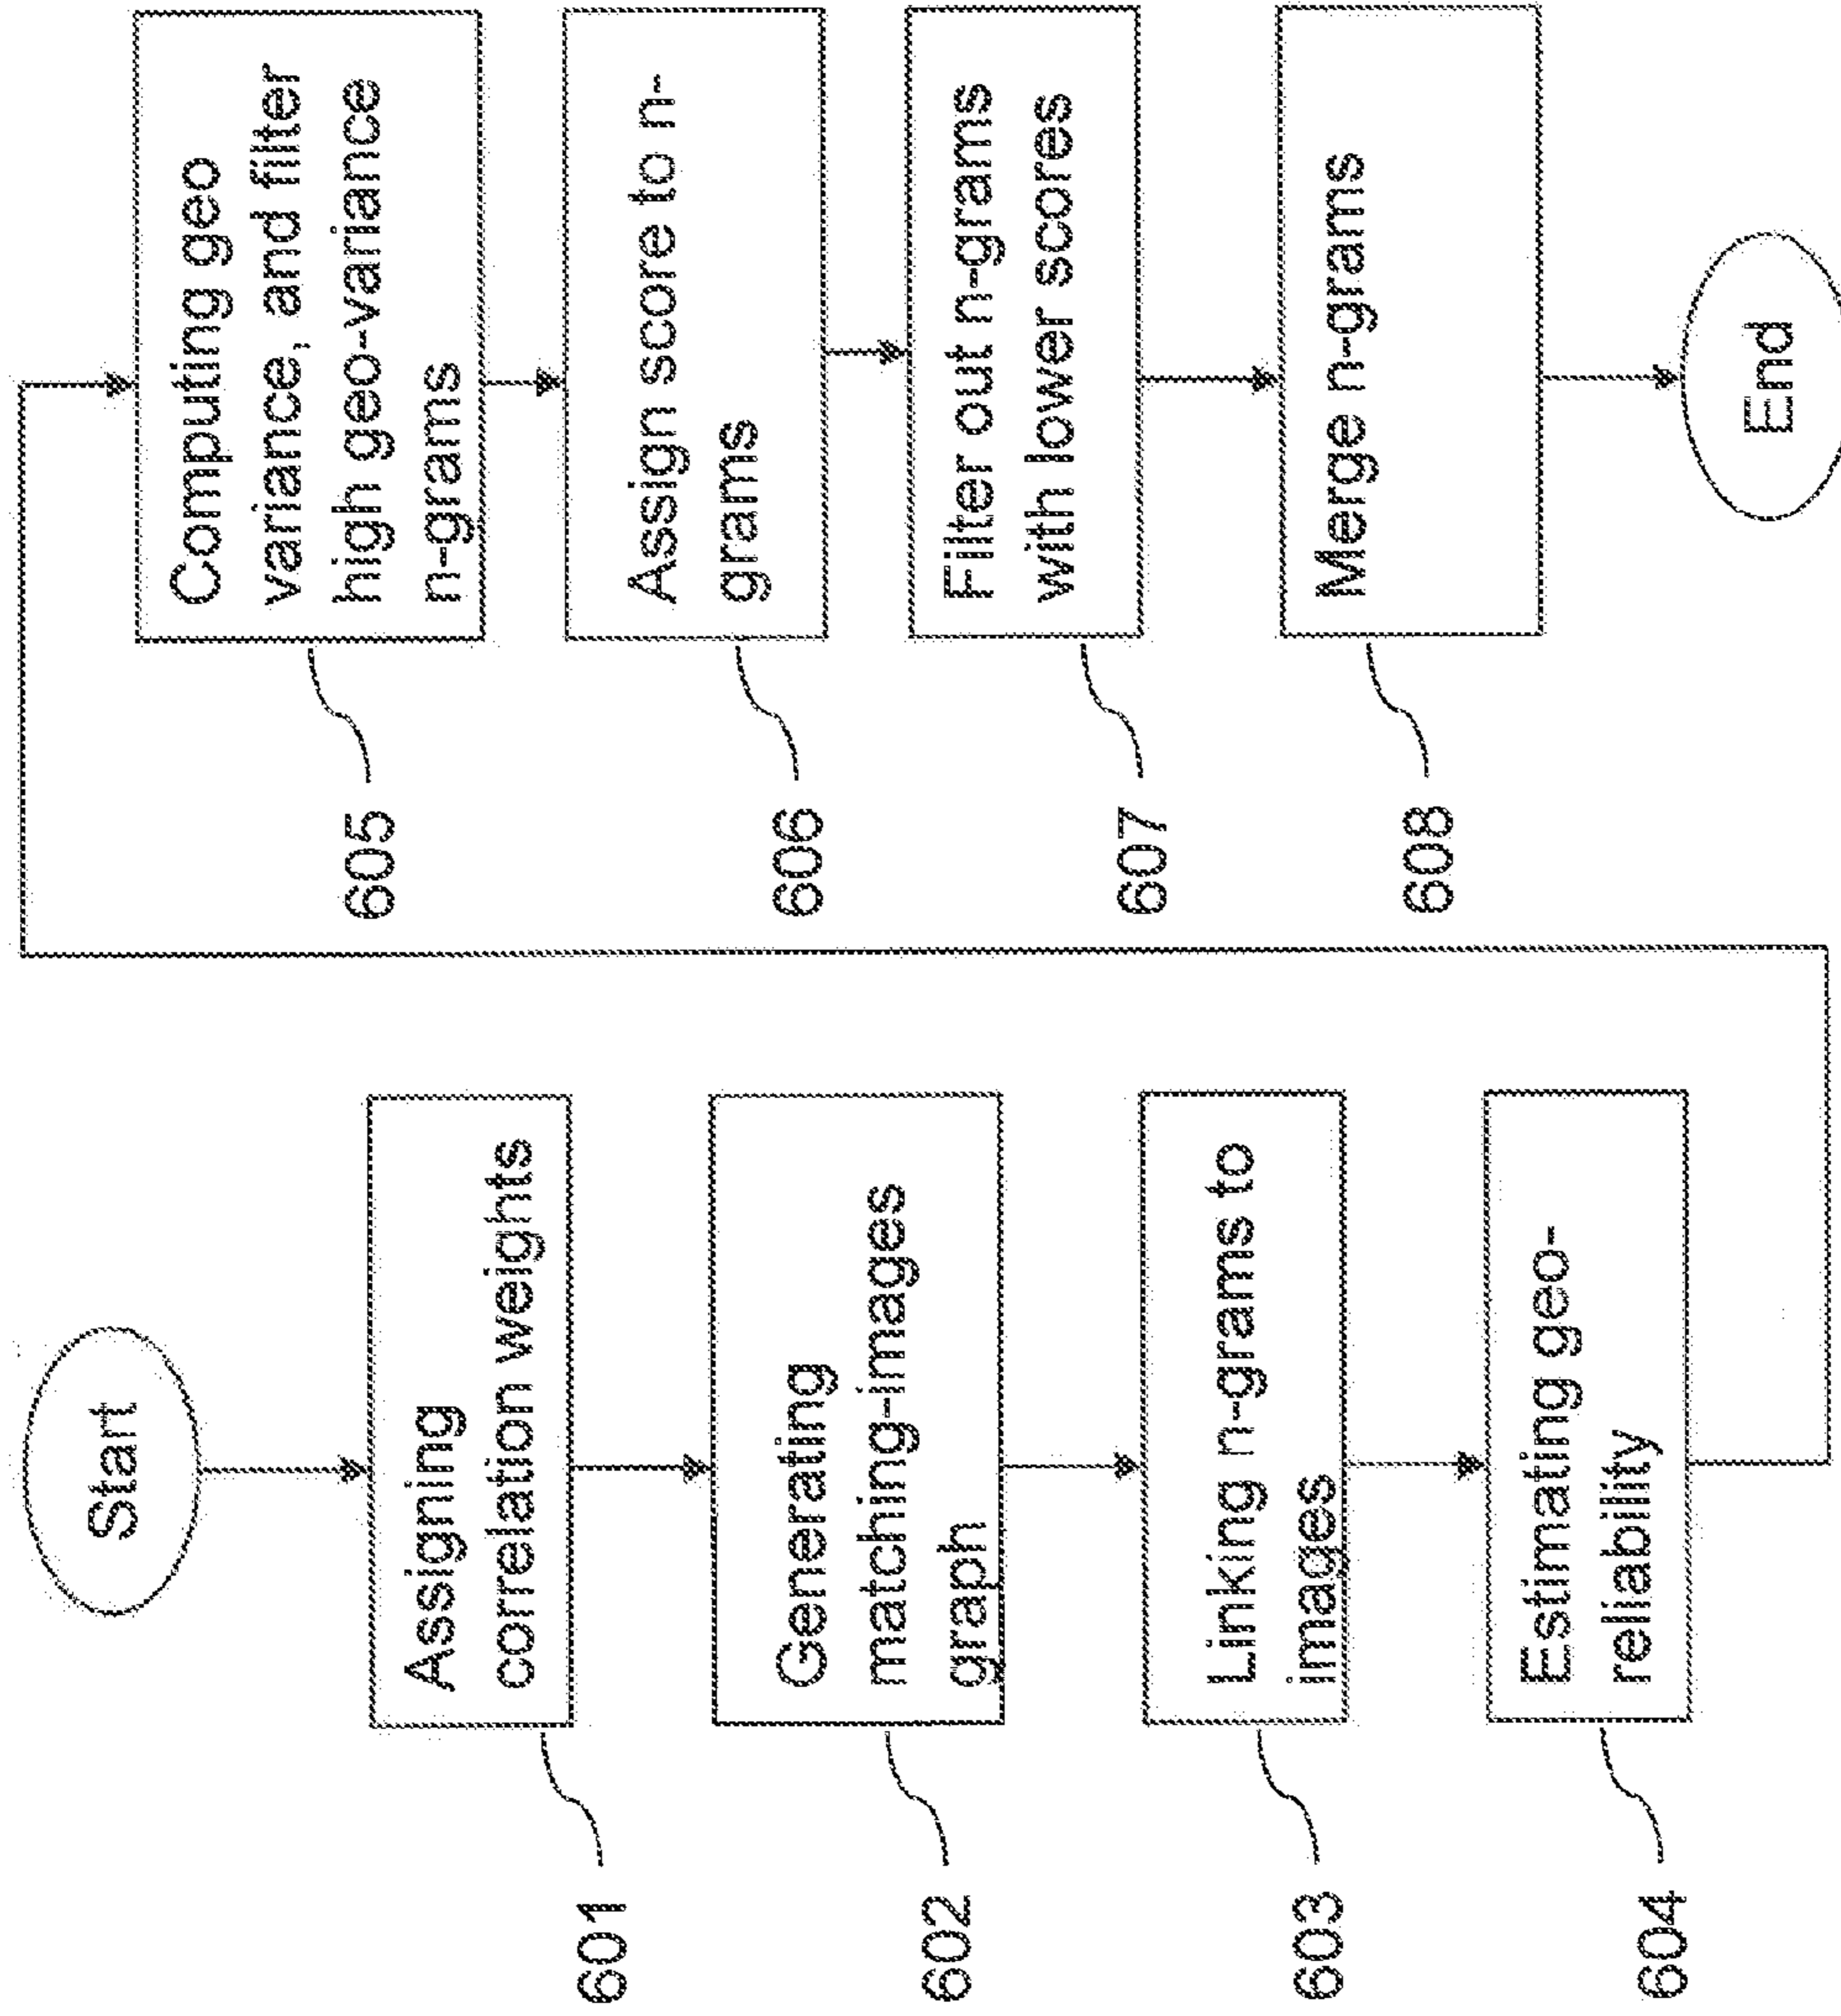 Start
Assigning
correlation weights
601
Generating
matching-images
graph
602
Linking n-grams to
images
603
Estimating geo-
reliability
604
Computing geo
variance, and filter
high geo-variance
n-grams
605
Assign score to n-
grams
606
Filter out n-grams
with lower scores
607
Merge n-grams
608
End